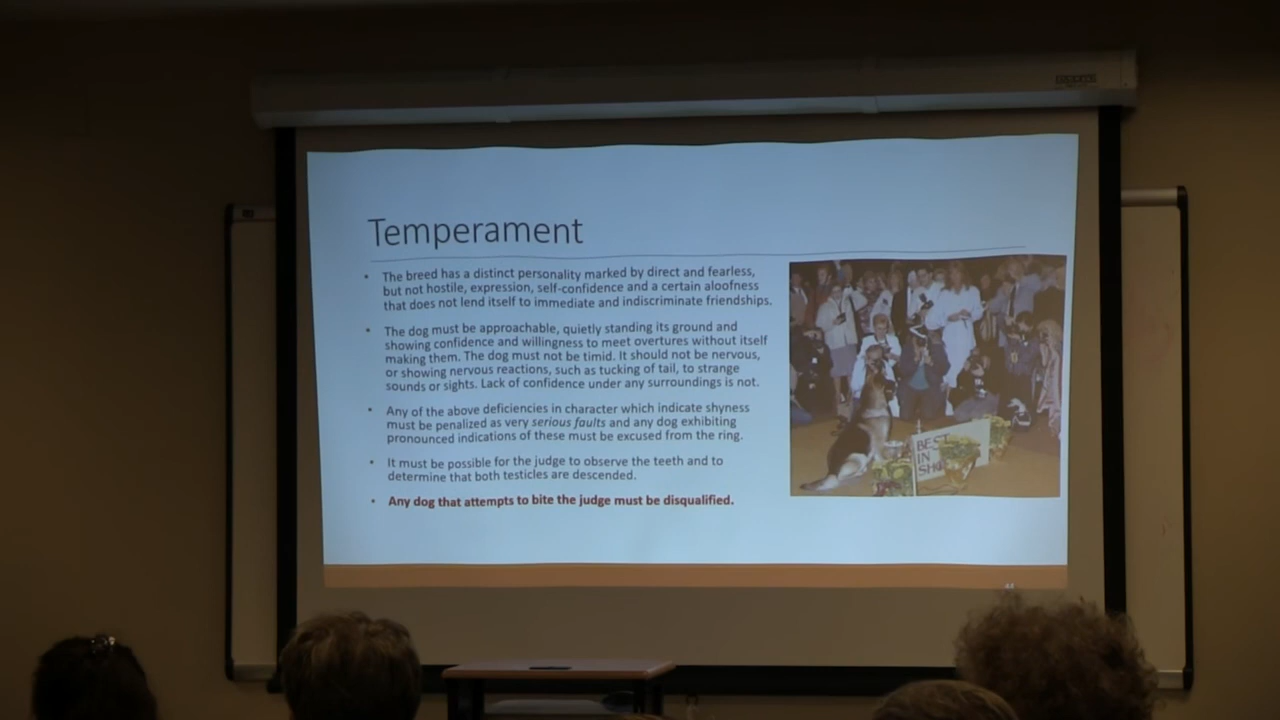 Temperament
• The breed has a distinct personality marked by direct and fearless,
but not hostile, expression, self-confidence and a certain aloofness
that does not lend itself to immediate and indiscriminate friendships.
• The dog must be approachable, quietly standing its ground and
showing confidence and willingness to meet overtures without itself
making them. The dog must not be timid. It should not be nervous,
or showing nervous reactions, such as tucking of tail, to strange
sounds or sights. Lack of confidence under any surroundings is not.
• Any of the above deficiencies in character which indicate shyness
must be penalized as very serious faults and any dog exhibiting
pronounced indications of these must be excused from the ring.
• It must be possible for the judge to observe the teeth and to
determine that both testicles are descended.
• Any dog that attempts to bite the judge must be disqualified.
BEST
IN